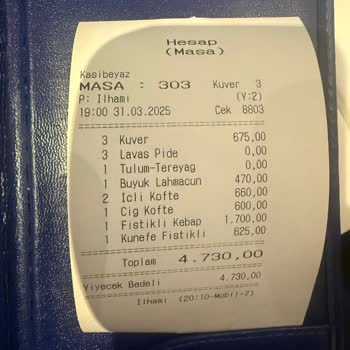 Hesap
(Masa)
Kasibeyaz
MASA : 303 Kuver 3
P: Ilhami (Y:2)
19:00 31.03.2025 Cek 8803
3 Kuver 675,00
3 Lavas Pide 0,00
1 Tulum-Tereyag 0,00
1 Buyuk Lahmacun 470,00
2 Icli Kofte 660,00
1 Cig Kofte 600,00
1 Fistikli Kebap 1.700,00
1 Kunefe Fistikli 625,00
Toplam 4.730,00
Yiyecek Bedeli 4.730,00
Ilhami (20:10-Mobil-7)